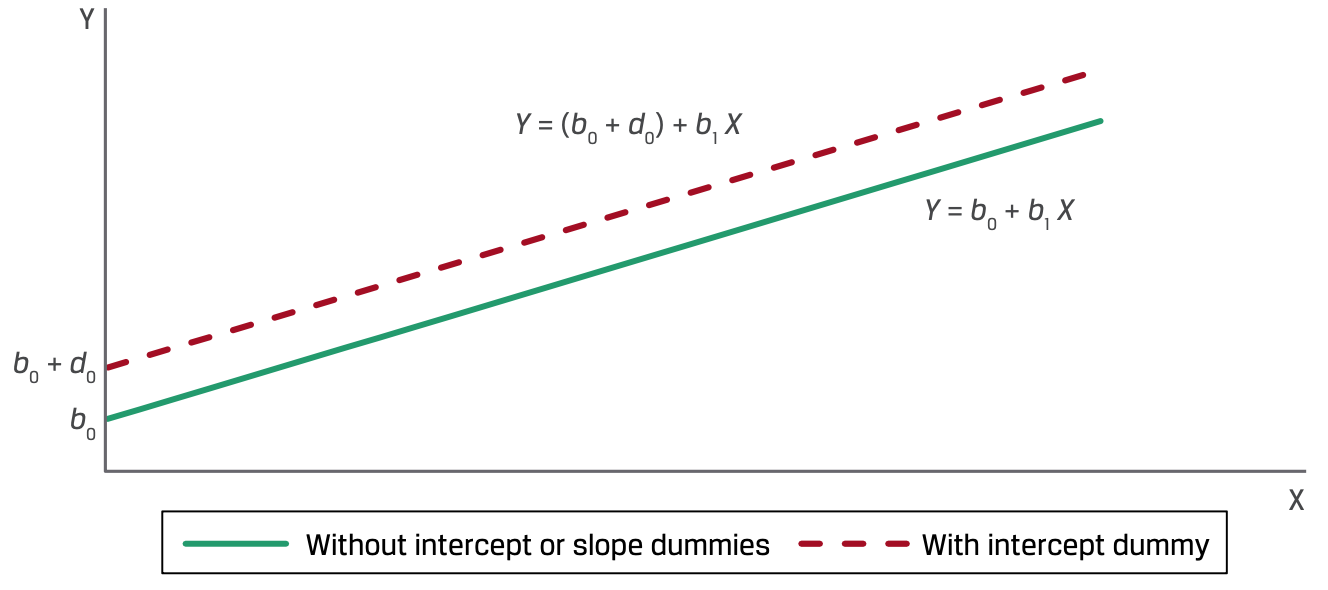 Y
Y = (b₀ + d₀) + b₁ X
Y = b₀ + b₁ X
b₀ + d₀
b₀
X
Without intercept or slope dummies
With intercept dummy